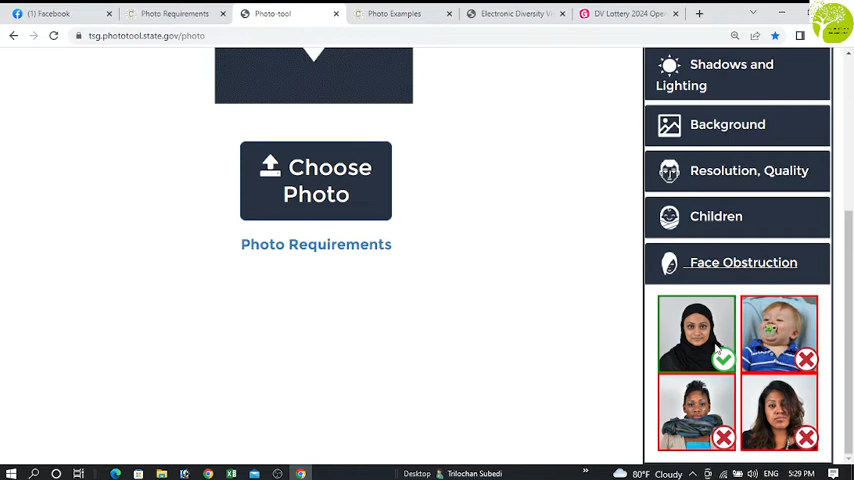 (1) Facebook
Photo Requirements
Photo-tool
Photo Examples
Electronic Diversity Vi
DV Lottery 2024 Ope
tsg.phototool.state.gov/photo
Shadows and
Lighting
Background
Resolution, Quality
Children
Face Obstruction
Choose
Photo
Photo Requirements
Desktop
Trilochan Subedi
80°F Cloudy
ENG
5:29 PM